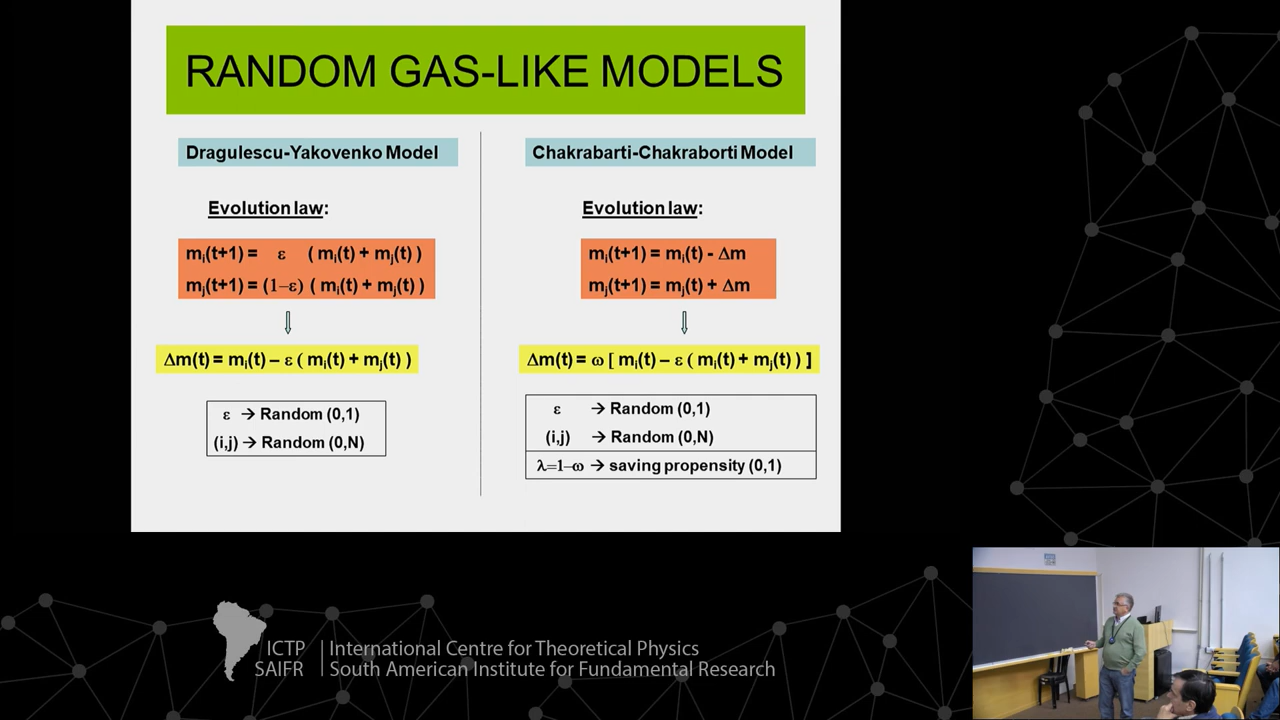 RANDOM GAS-LIKE MODELS
Dragulescu-Yakovenko Model
Evolution law:
mᵢ(t+1) = ε ( mᵢ(t) + mⱼ(t) )
mⱼ(t+1) = (1−ε) ( mᵢ(t) + mⱼ(t) )
Δm(t) = mᵢ(t) − ε ( mᵢ(t) + mⱼ(t) )
ε → Random (0,1)
(i,j) → Random (0,N)
Chakrabarti-Chakraborti Model
Evolution law:
mᵢ(t+1) = mᵢ(t) - Δm
mⱼ(t+1) = mⱼ(t) + Δm
Δm(t) = ω [ mᵢ(t) − ε ( mᵢ(t) + mⱼ(t) ) ]
ε → Random (0,1)
(i,j) → Random (0,N)
λ=1−ω → saving propensity (0,1)
ICTP | International Centre for Theoretical Physics
SAIFR | South American Institute for Fundamental Research